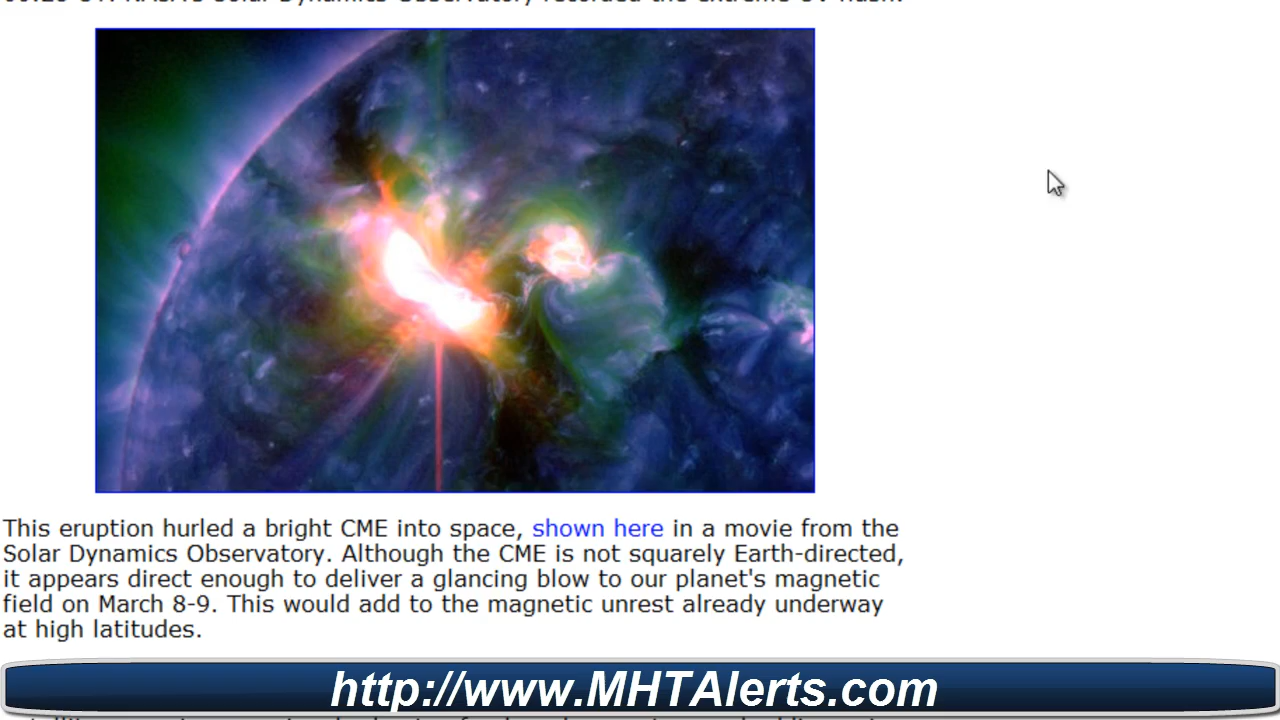 This eruption hurled a bright CME into space, shown here in a movie from the
Solar Dynamics Observatory. Although the CME is not squarely Earth-directed,
it appears direct enough to deliver a glancing blow to our planet's magnetic
field on March 8-9. This would add to the magnetic unrest already underway
at high latitudes.
http://www.MHTAlerts.com